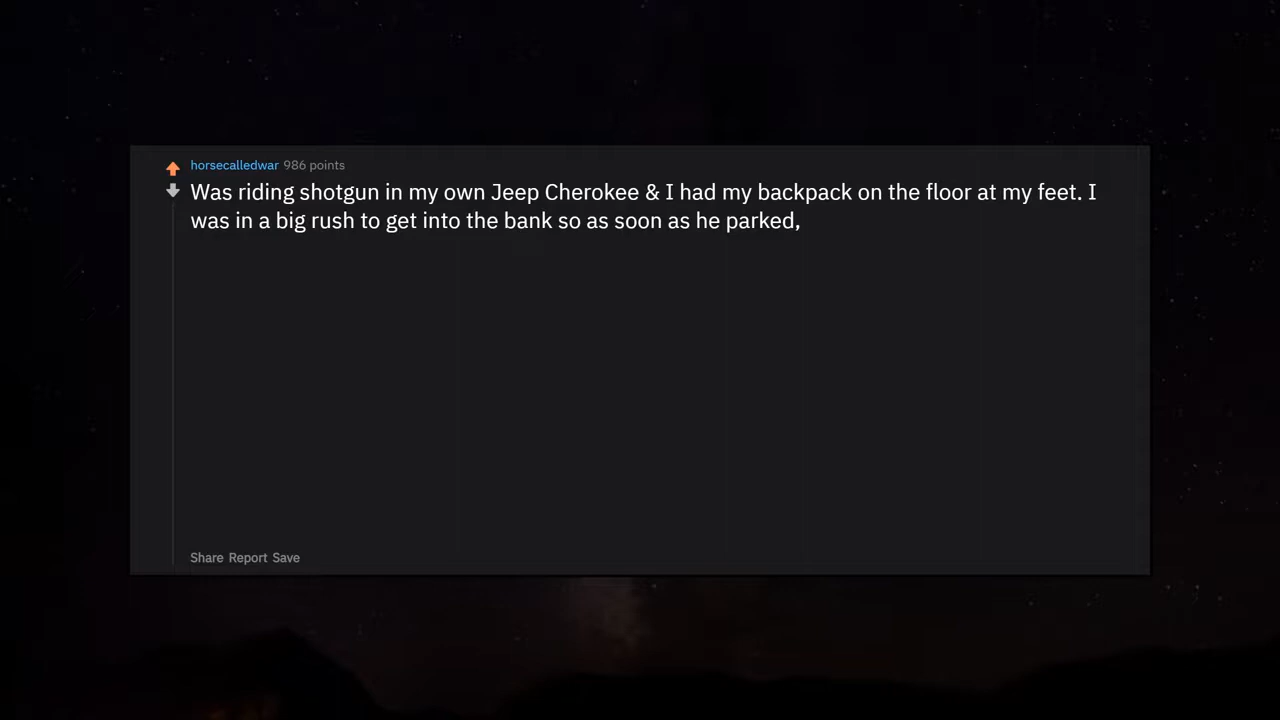 horsecalledwar 986 points
Was riding shotgun in my own Jeep Cherokee & I had my backpack on the floor at my feet. I
was in a big rush to get into the bank so as soon as he parked,
Share Report Save